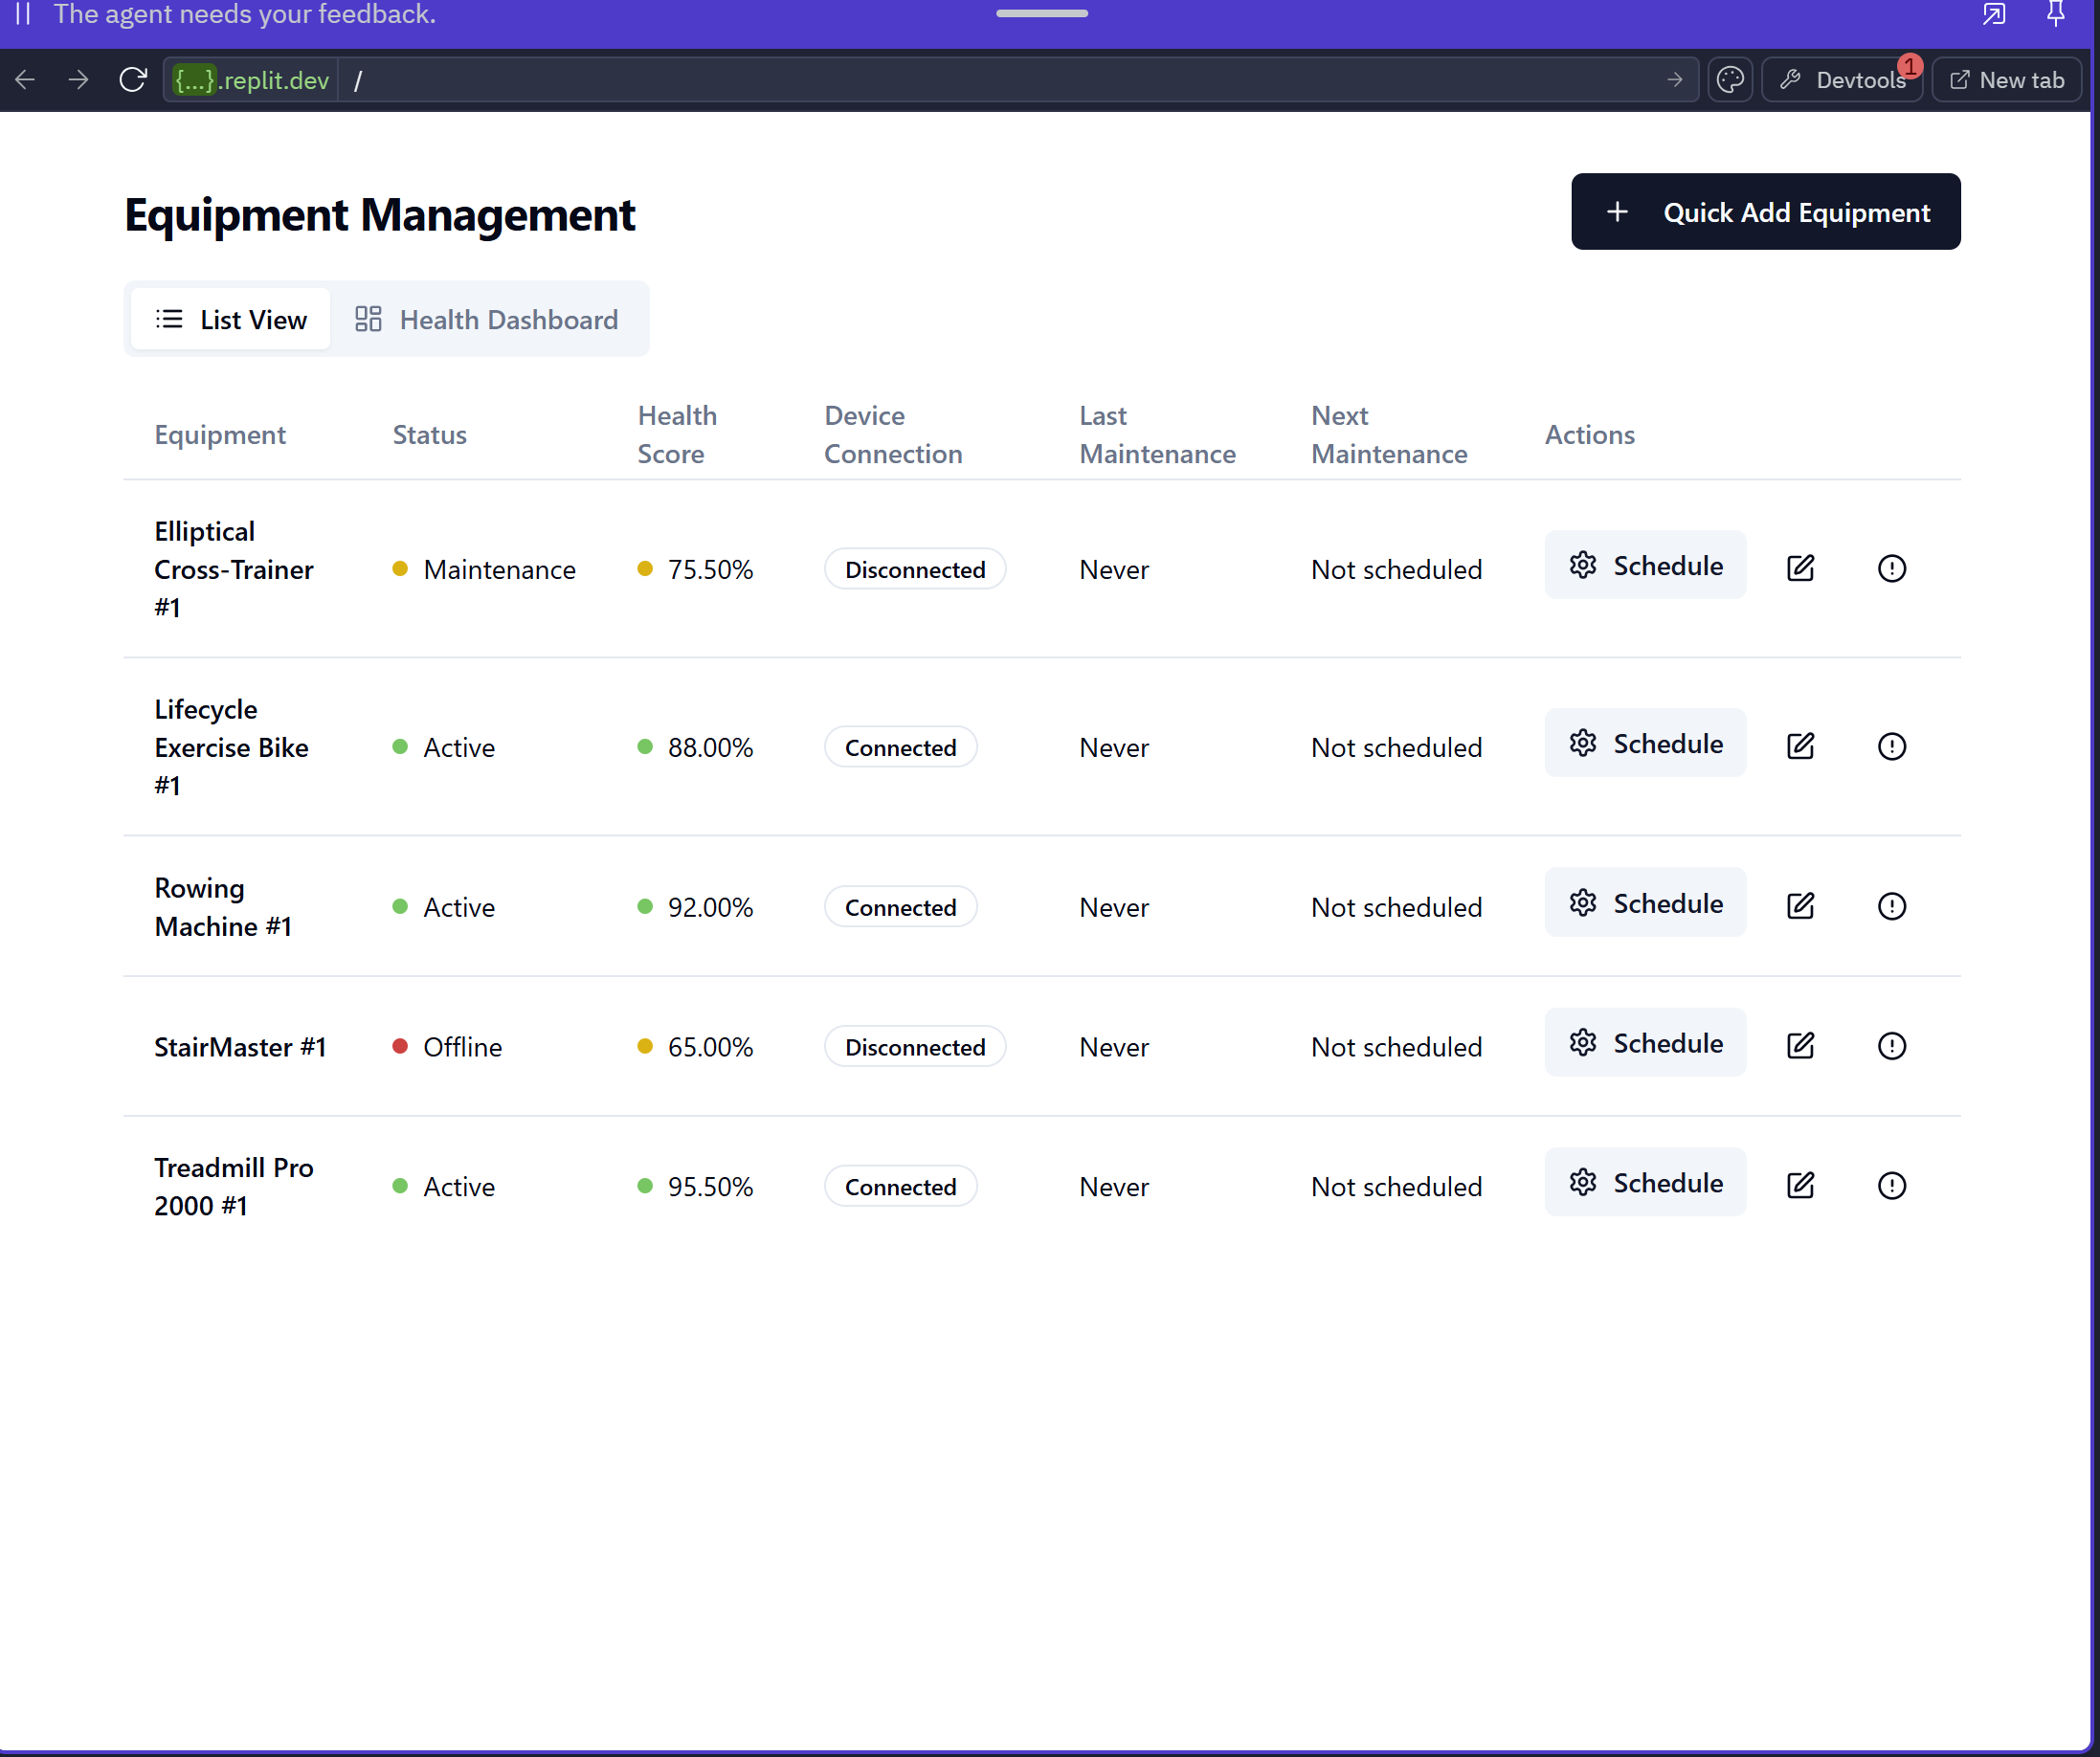 The agent needs your feedback.
{...}.replit.dev /
Devtools 1
New tab
Equipment Management
+ Quick Add Equipment
List View
Health Dashboard
Equipment
Status
Health
Score
Device
Connection
Last
Maintenance
Next
Maintenance
Actions
Elliptical
Cross-Trainer
#1
Maintenance
75.50%
Disconnected
Never
Not scheduled
Schedule
Lifecycle
Exercise Bike
#1
Active
88.00%
Connected
Never
Not scheduled
Schedule
Rowing
Machine #1
Active
92.00%
Connected
Never
Not scheduled
Schedule
StairMaster #1
Offline
65.00%
Disconnected
Never
Not scheduled
Schedule
Treadmill Pro
2000 #1
Active
95.50%
Connected
Never
Not scheduled
Schedule